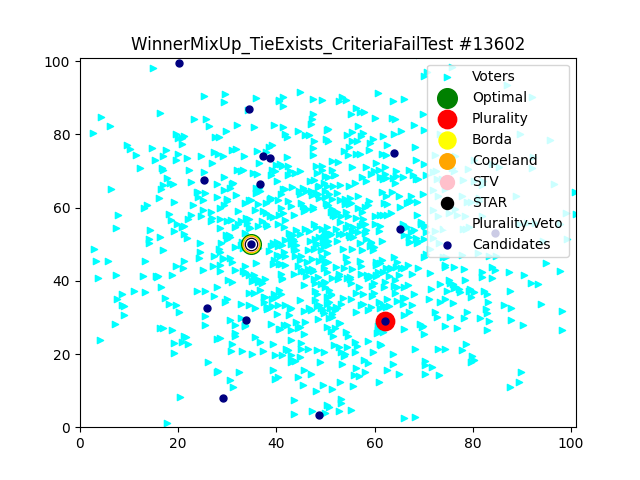 WinnerMixUp_TieExists_CriteriaFailTest #13602
Voters
Optimal
Plurality
Borda
Copeland
STV
STAR
Plurality-Veto
Candidates
100
80
60
40
20
0
0 20 40 60 80 100